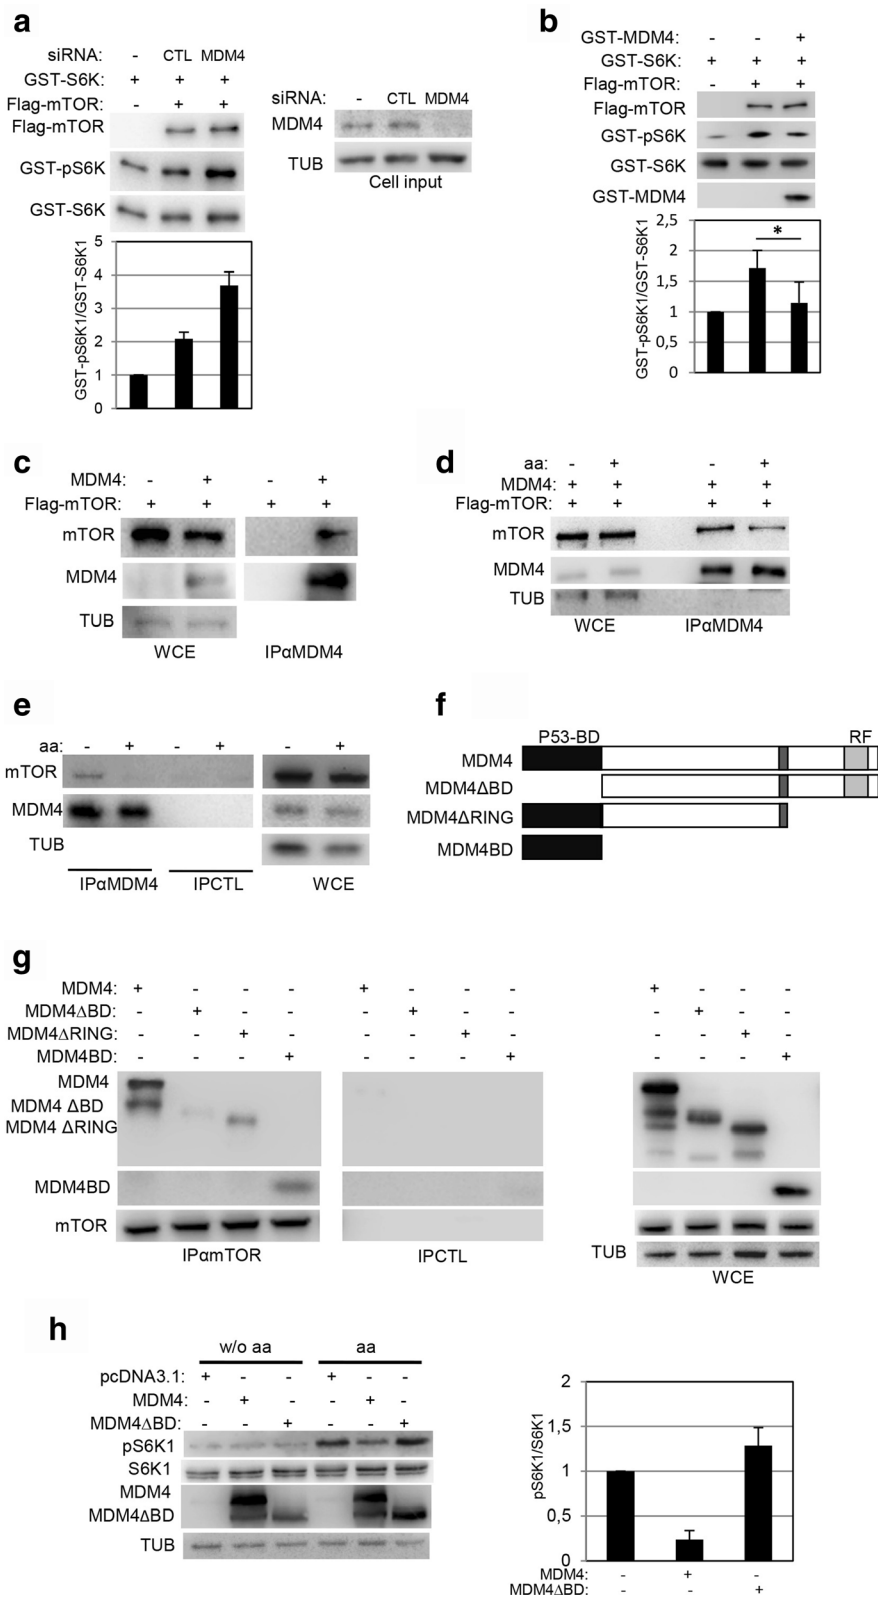 a
siRNA: - CTL MDM4
GST-S6K: + + +
Flag-mTOR: - + +
Flag-mTOR
GST-pS6K
GST-S6K
GST-pS6K1/GST-S6K1
5
4
3
2
1
0
siRNA: - CTL MDM4
MDM4
TUB
Cell input
b
GST-MDM4: - - +
GST-S6K: + + +
Flag-mTOR: - + +
Flag-mTOR
GST-pS6K
GST-S6K
GST-MDM4
GST-pS6K1/GST-S6K1
2,5
2
1,5
1
0,5
0
*
c
MDM4: - + - +
Flag-mTOR: + + + +
mTOR
MDM4
TUB
WCE IPαMDM4
d
aa: - + - +
MDM4: + + + +
Flag-mTOR: + + + +
mTOR
MDM4
TUB
WCE IPαMDM4
e
aa: - + - + - +
mTOR
MDM4
TUB
IPαMDM4 IPCTL WCE
f
P53-BD RF
MDM4
MDM4ΔBD
MDM4ΔRING
MDM4BD
g
MDM4: + - - - + - - - + - - -
MDM4ΔBD: - + - - - + - - - + - -
MDM4ΔRING: - - + - - - + - - - + -
MDM4BD: - - - + - - - + - - - +
MDM4
MDM4 ΔBD
MDM4 ΔRING
MDM4BD
mTOR
TUB
IPαmTOR IPCTL WCE
h
w/o aa aa
pcDNA3.1: + - - + - -
MDM4: - + - - + -
MDM4ΔBD: - - + - - +
pS6K1
S6K1
MDM4
MDM4ΔBD
TUB
pS6K1/S6K1
2
1,5
1
0,5
0
MDM4: - + -
MDM4ΔBD: - - +